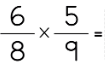 6/8 × 5/9 =